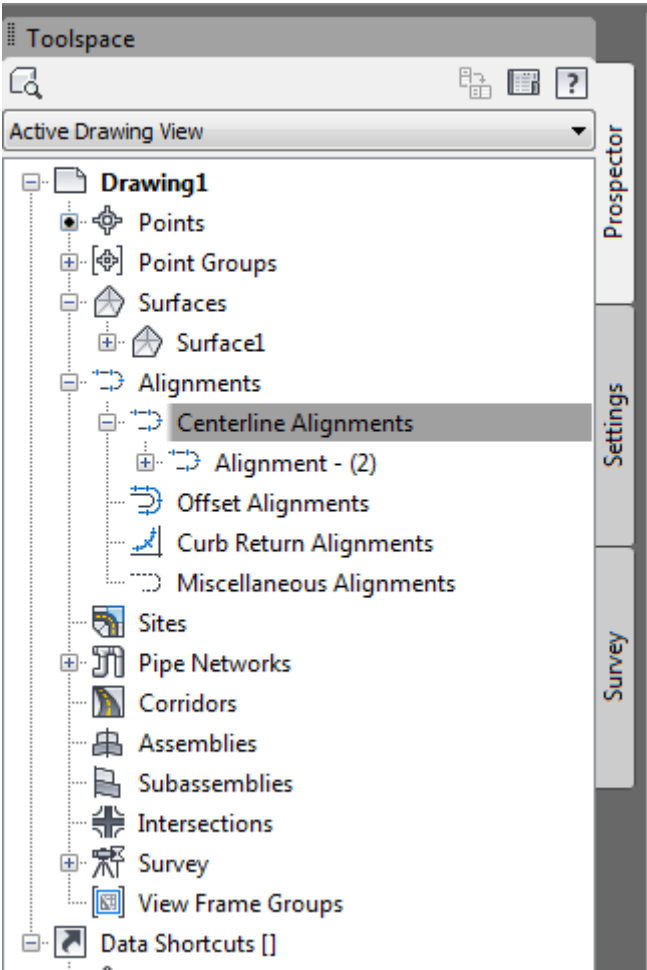 Toolspace
?
Active Drawing View
Drawing1
Points
Point Groups
Surfaces
Surface1
Alignments
Centerline Alignments
Alignment - (2)
Offset Alignments
Curb Return Alignments
Miscellaneous Alignments
Sites
Pipe Networks
Corridors
Assemblies
Subassemblies
Intersections
Survey
View Frame Groups
Data Shortcuts []
Prospector
Settings
Survey